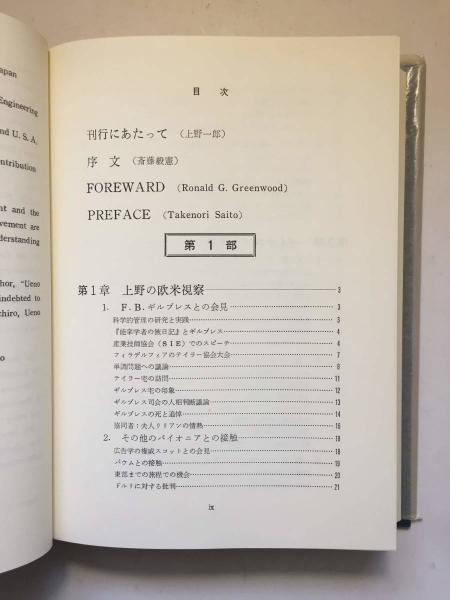 apan
Engineering
nd U. S. A.
ontribution
nt and the
vement are
derstanding
hor, "Ueno
indebted to
chiro, Ueno
o
目 次
刊行にあたって (上野一郎)
序 文 (斎藤毅憲)
FOREWARD (Ronald G. Greenwood)
PREFACE (Takenori Saito)
第1部
第1章 上野の欧米視察 3
1. F.B.ギルブレスとの会見 3
科学的管理の研究と実践 3
『能率学者の旅日記』とギルブレス 4
産業技師協会(SIE)でのスピーチ 4
フィラデルフィアのテイラー協会大会 7
単調問題への議論 8
テイラー宅の訪問 11
ギルブレス宅の印象 12
ギルブレス司会の人相判断議論 13
ギルブレスの死と追悼 14
協同者:夫人リリアンの情熱 16
2. その他のパイオニアとの接触 18
広告学の権威スコットとの会見 18
バウムとの接触 19
東部までの旅程での機会 20
ドルリに対する批判 21
ix